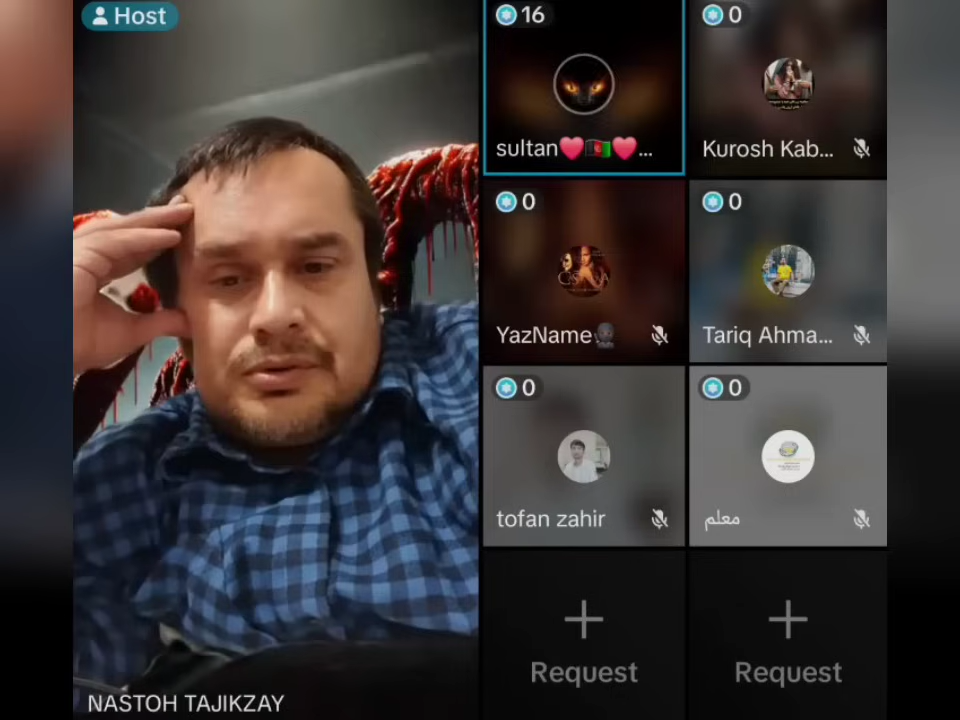 Host
NASTOH TAJIKZAY
16
sultan❤️🇦🇫❤️...
0
Kurosh Kab...
0
YazName
0
Tariq Ahma...
0
tofan zahir
0
معلم
Request
Request